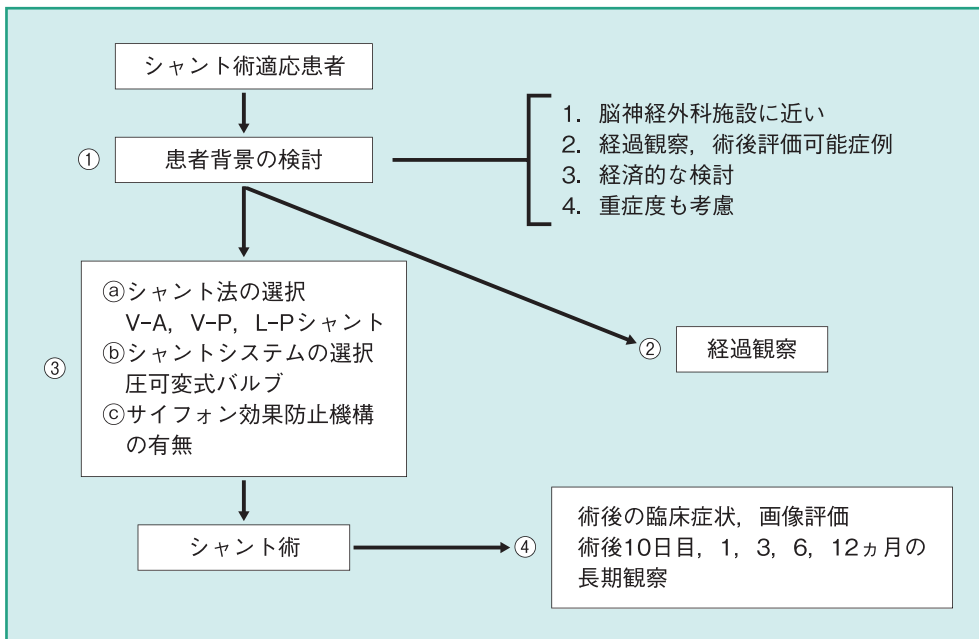 シャント術適応患者
① 患者背景の検討
1. 脳神経外科施設に近い
2. 経過観察,術後評価可能症例
3. 経済的な検討
4. 重症度も考慮
③
ⓐシャント法の選択
V-A,V-P,L-Pシャント
ⓑシャントシステムの選択
圧可変式バルブ
ⓒサイフォン効果防止機構
の有無
② 経過観察
シャント術
④
術後の臨床症状,画像評価
術後10日目,1,3,6,12ヵ月の
長期観察